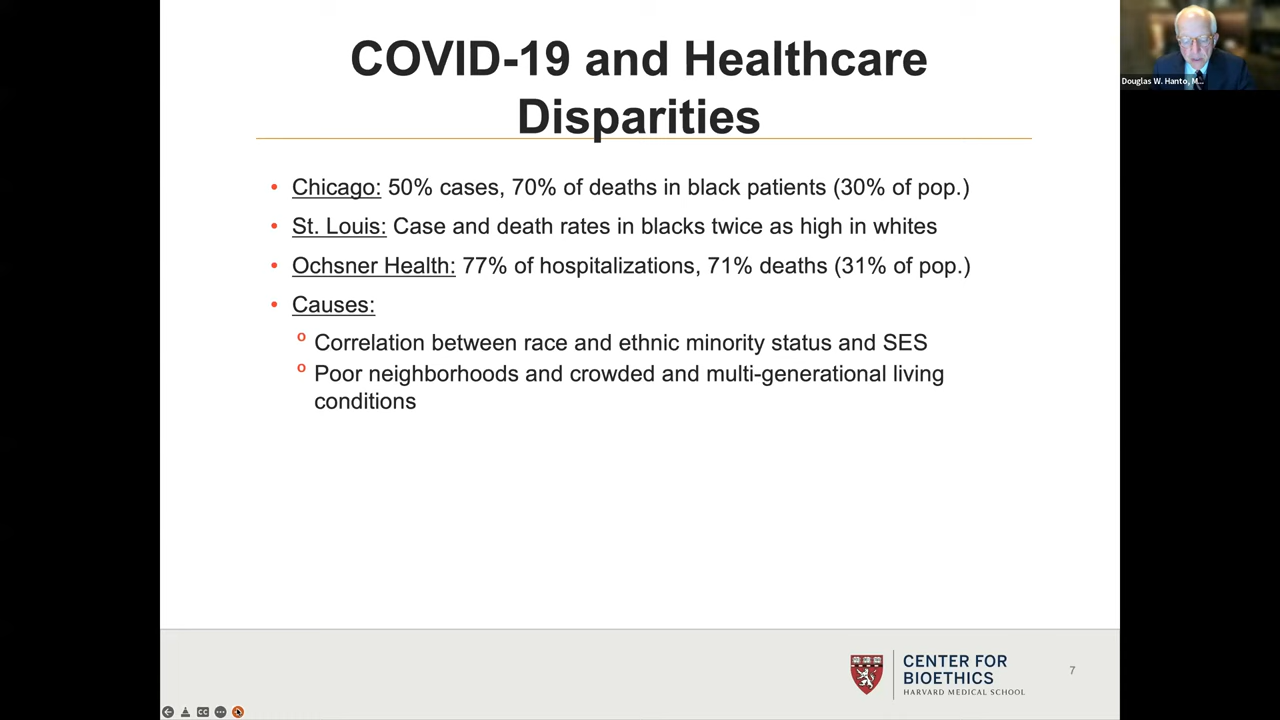 COVID-19 and Healthcare
Disparities
• Chicago: 50% cases, 70% of deaths in black patients (30% of pop.)
• St. Louis: Case and death rates in blacks twice as high in whites
• Ochsner Health: 77% of hospitalizations, 71% deaths (31% of pop.)
• Causes:
o Correlation between race and ethnic minority status and SES
o Poor neighborhoods and crowded and multi-generational living
conditions
CENTER FOR
BIOETHICS
HARVARD MEDICAL SCHOOL
7
Douglas W. Hanto, M...
CC